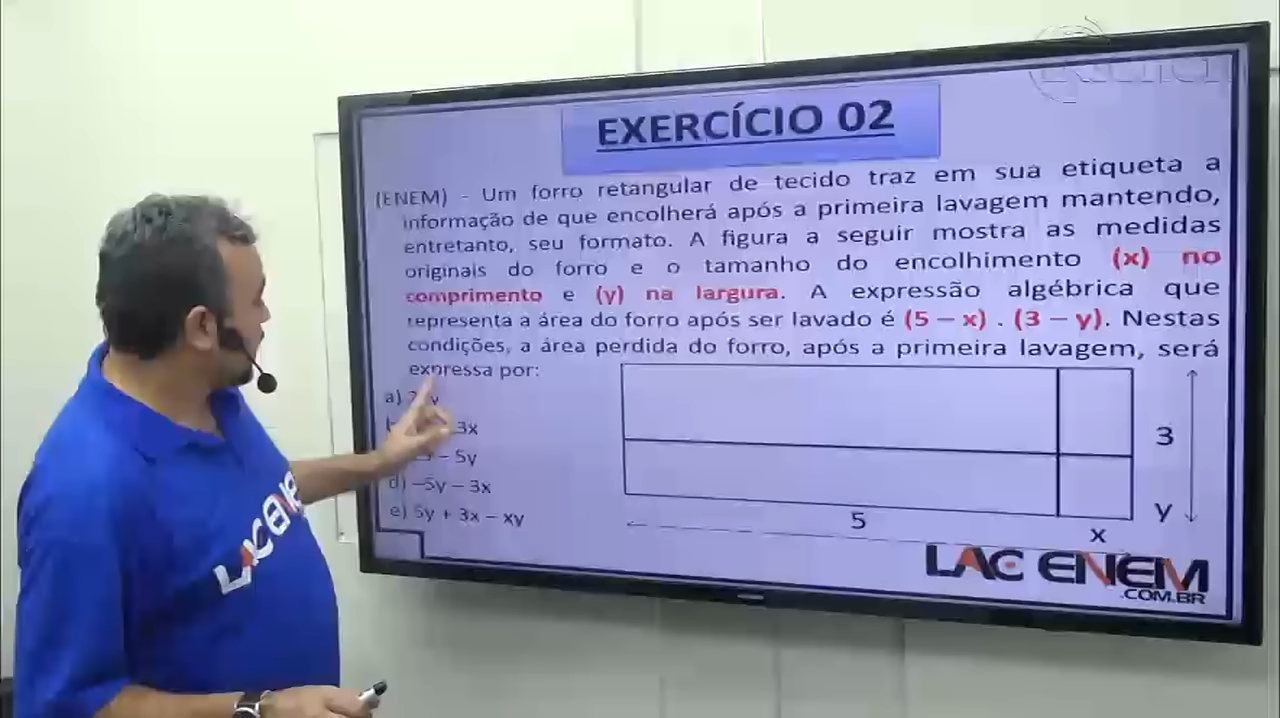 EXERCÍCIO 02
(ENEM) - Um forro retangular de tecido traz em sua etiqueta a
informação de que encolherá após a primeira lavagem mantendo,
entretanto, seu formato. A figura a seguir mostra as medidas
originais do forro e o tamanho do encolhimento (x) no
comprimento e (y) na largura. A expressão algébrica que
representa a área do forro após ser lavado é (5 – x) . (3 – y). Nestas
condições, a área perdida do forro, após a primeira lavagem, será
expressa por:
a)
3x
– 5y
d) –5y – 3x
e) 5y + 3x – xy
3
y
5
x
LAC ENEM
.COM.BR
LAC ENEM